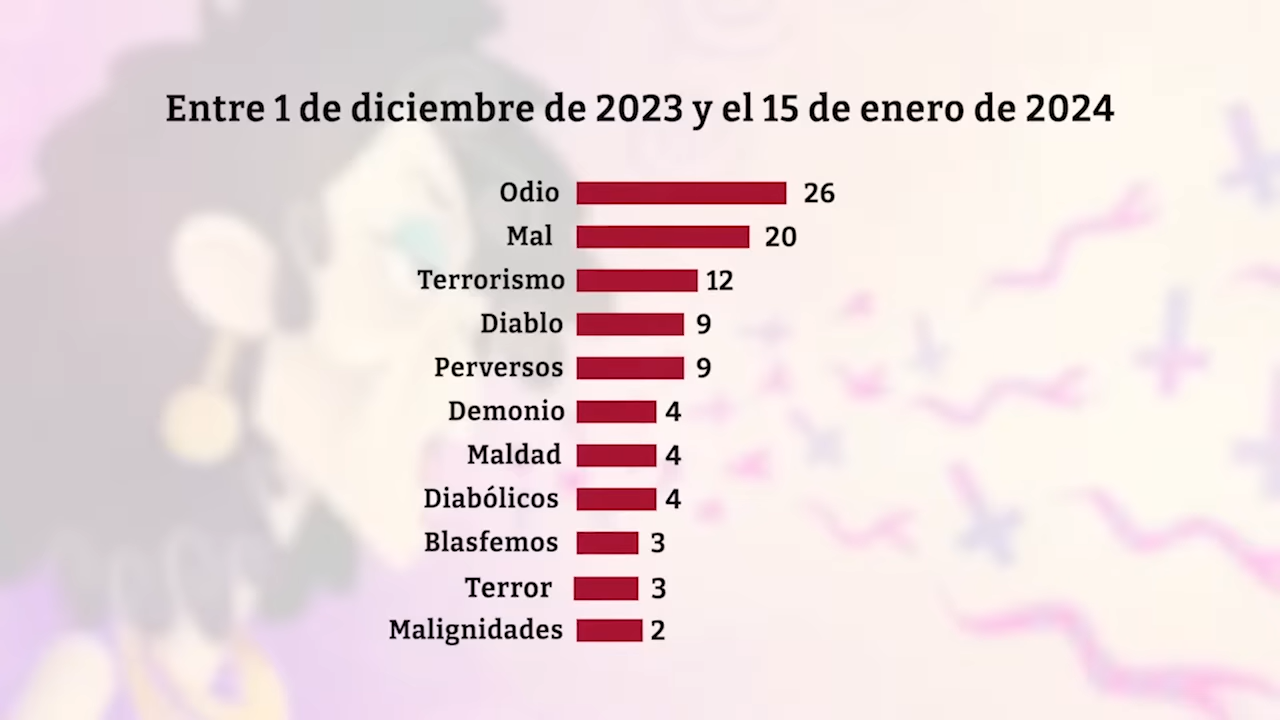 Entre 1 de diciembre de 2023 y el 15 de enero de 2024
Odio 26
Mal 20
Terrorismo 12
Diablo 9
Perversos 9
Demonio 4
Maldad 4
Diabólicos 4
Blasfemos 3
Terror 3
Malignidades 2